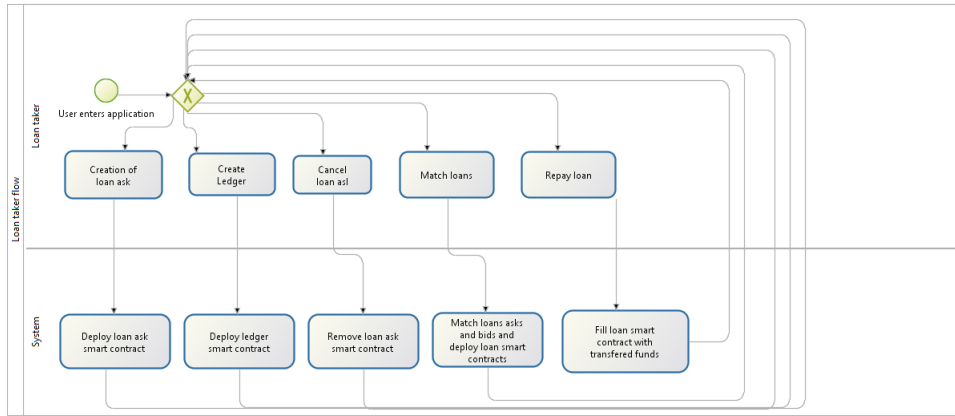 Loan taker flow
Loan taker
User enters application
X
Creation of
loan ask
Create
Ledger
Cancel
loan asl
Match loans
Repay loan
System
Deploy loan ask
smart contract
Deploy ledger
smart contract
Remove loan ask
smart contract
Match loans asks
and bids and
deploy loan smart
contracts
Fill loan smart
contract with
transfered funds